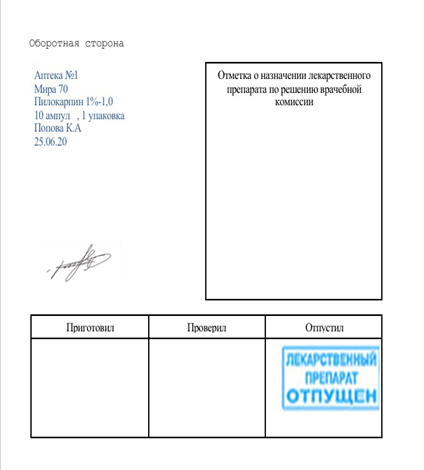 Оборотная сторона
Аптека №1
Мира 70
Пилокарпин 1%-1,0
10 ампул , 1 упаковка
Попова К.А
25.06.20
Отметка о назначении лекарственного
препарата по решению врачебной
комиссии
Приготовил
Проверил
Отпустил
ЛЕКАРСТВЕННЫЙ
ПРЕПАРАТ
ОТПУЩЕН